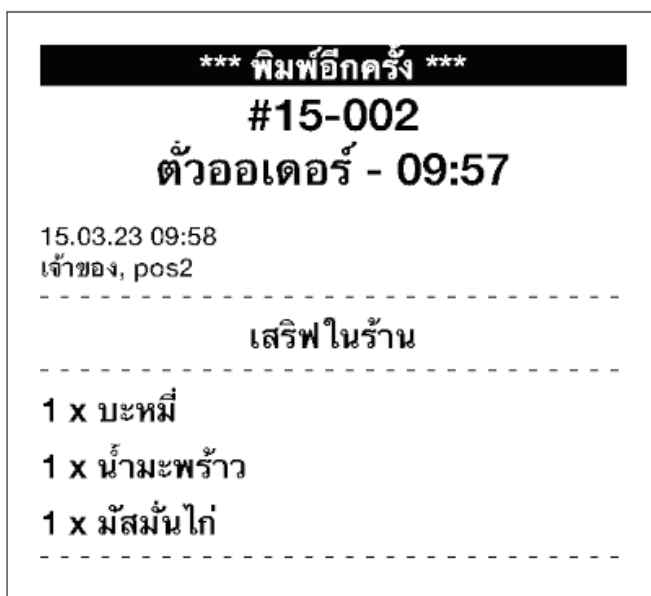 *** พิมพ์อีกครั้ง ***
#15-002
ตั๋วออเดอร์ - 09:57
15.03.23 09:58
เจ้าของ, pos2
เสริฟในร้าน
1 x บะหมี่
1 x น้ำมะพร้าว
1 x มัสมั่นไก่